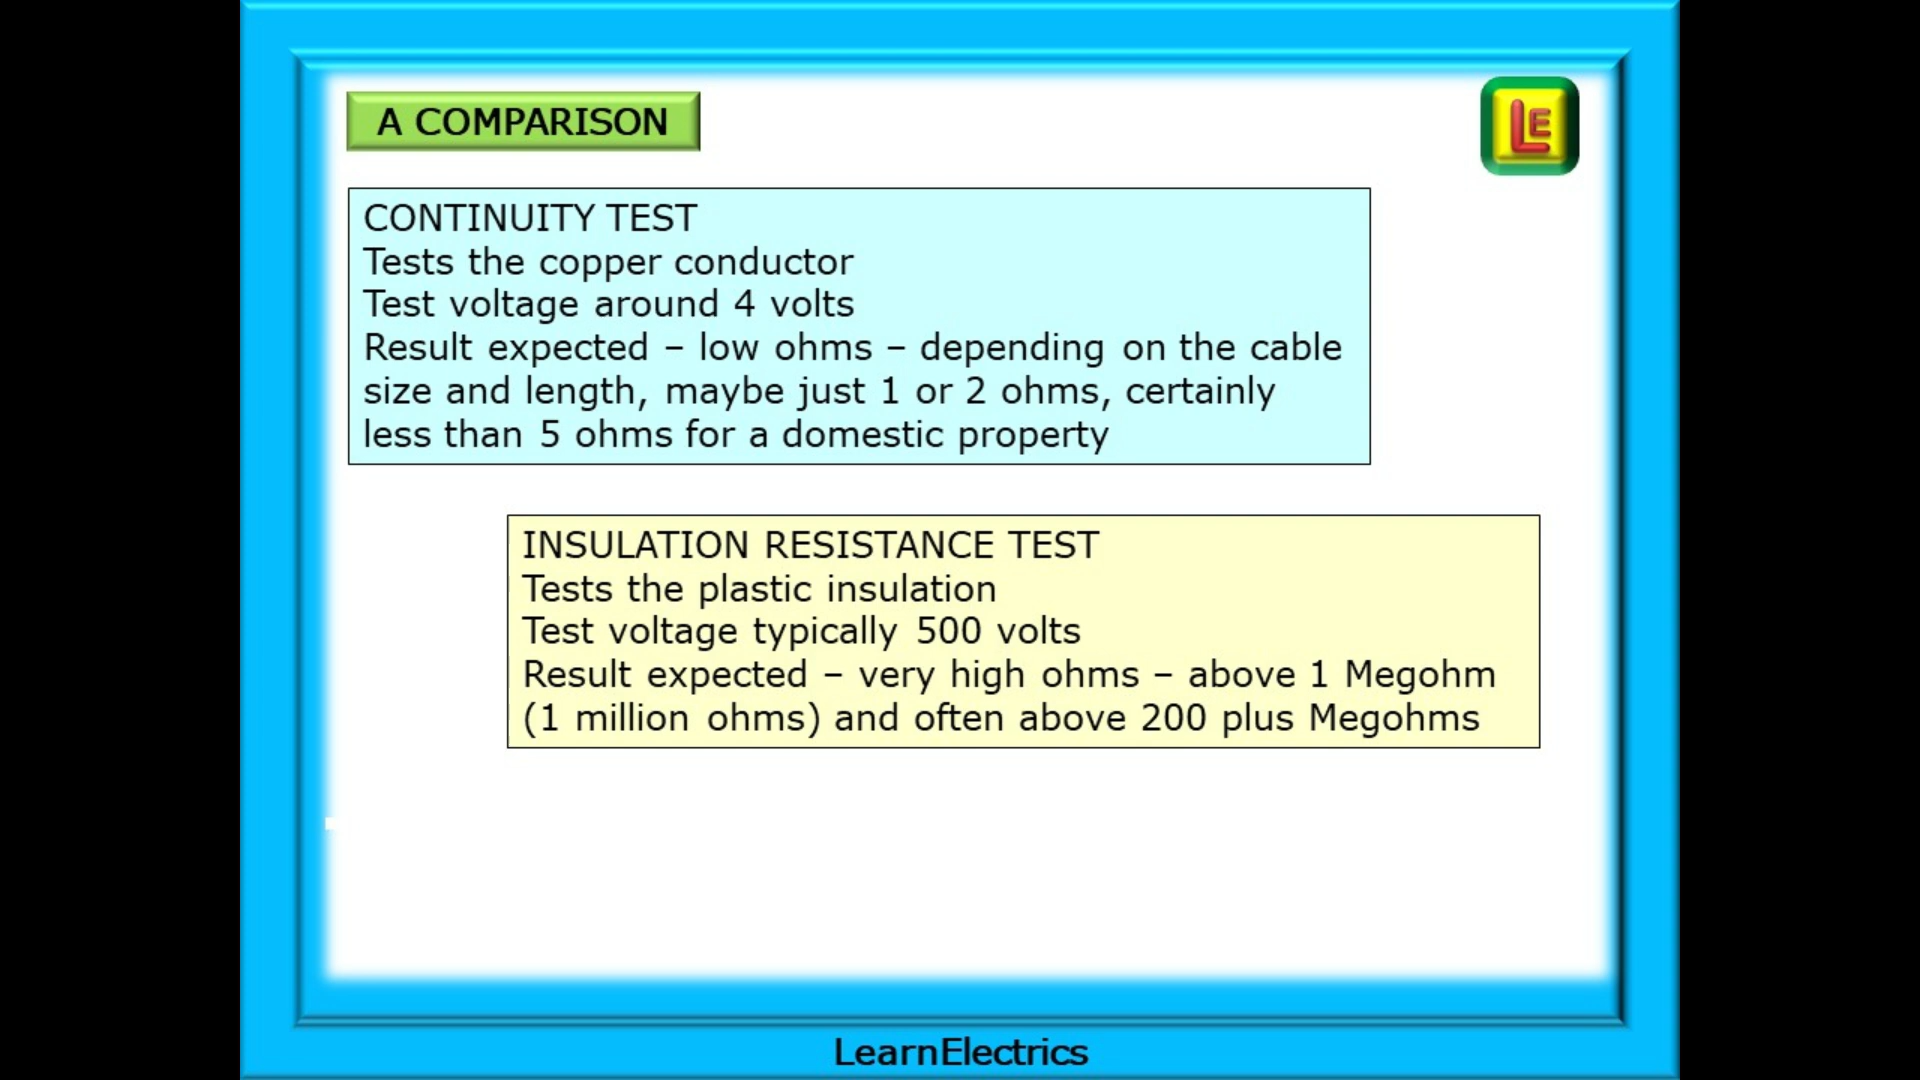 A COMPARISON
LE
CONTINUITY TEST
Tests the copper conductor
Test voltage around 4 volts
Result expected – low ohms – depending on the cable
size and length, maybe just 1 or 2 ohms, certainly
less than 5 ohms for a domestic property
INSULATION RESISTANCE TEST
Tests the plastic insulation
Test voltage typically 500 volts
Result expected – very high ohms – above 1 Megohm
(1 million ohms) and often above 200 plus Megohms
LearnElectrics